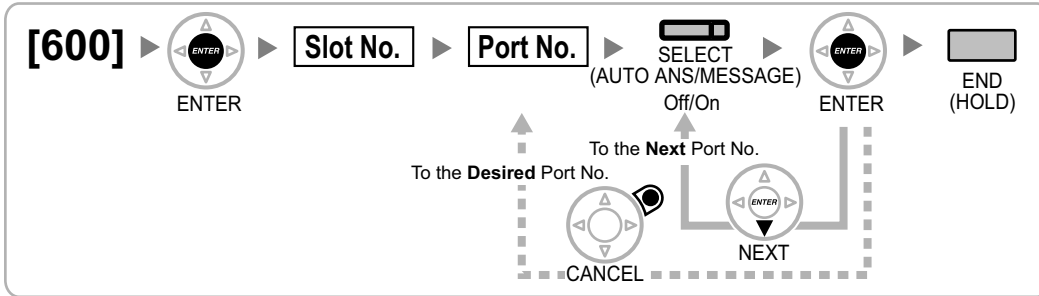 [600]
ENTER
ENTER
Slot No.
Port No.
SELECT
(AUTO ANS/MESSAGE)
Off/On
ENTER
ENTER
END
(HOLD)
To the Next Port No.
To the Desired Port No.
ENTER
NEXT
CANCEL